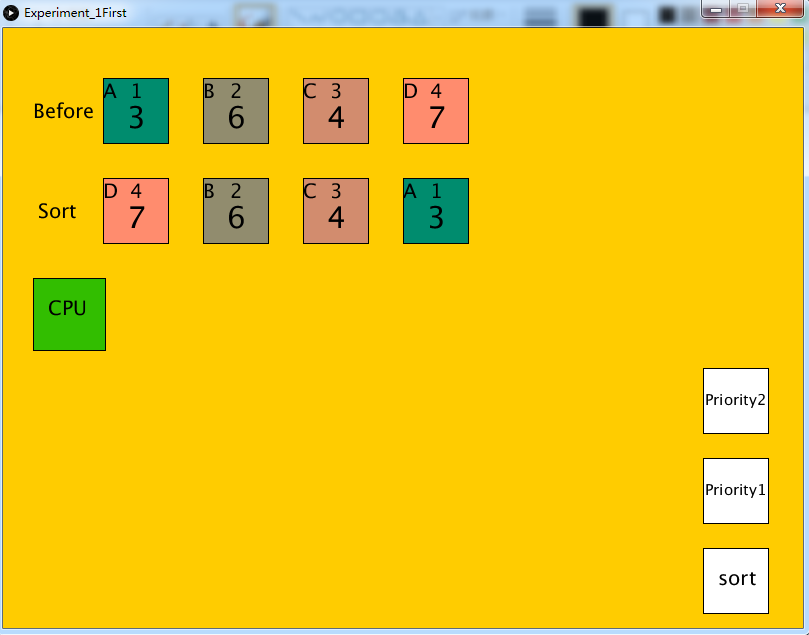 Experiment_1First
Before
A 1
3
B 2
6
C 3
4
D 4
7
Sort
D 4
7
B 2
6
C 3
4
A 1
3
CPU
Priority2
Priority1
sort